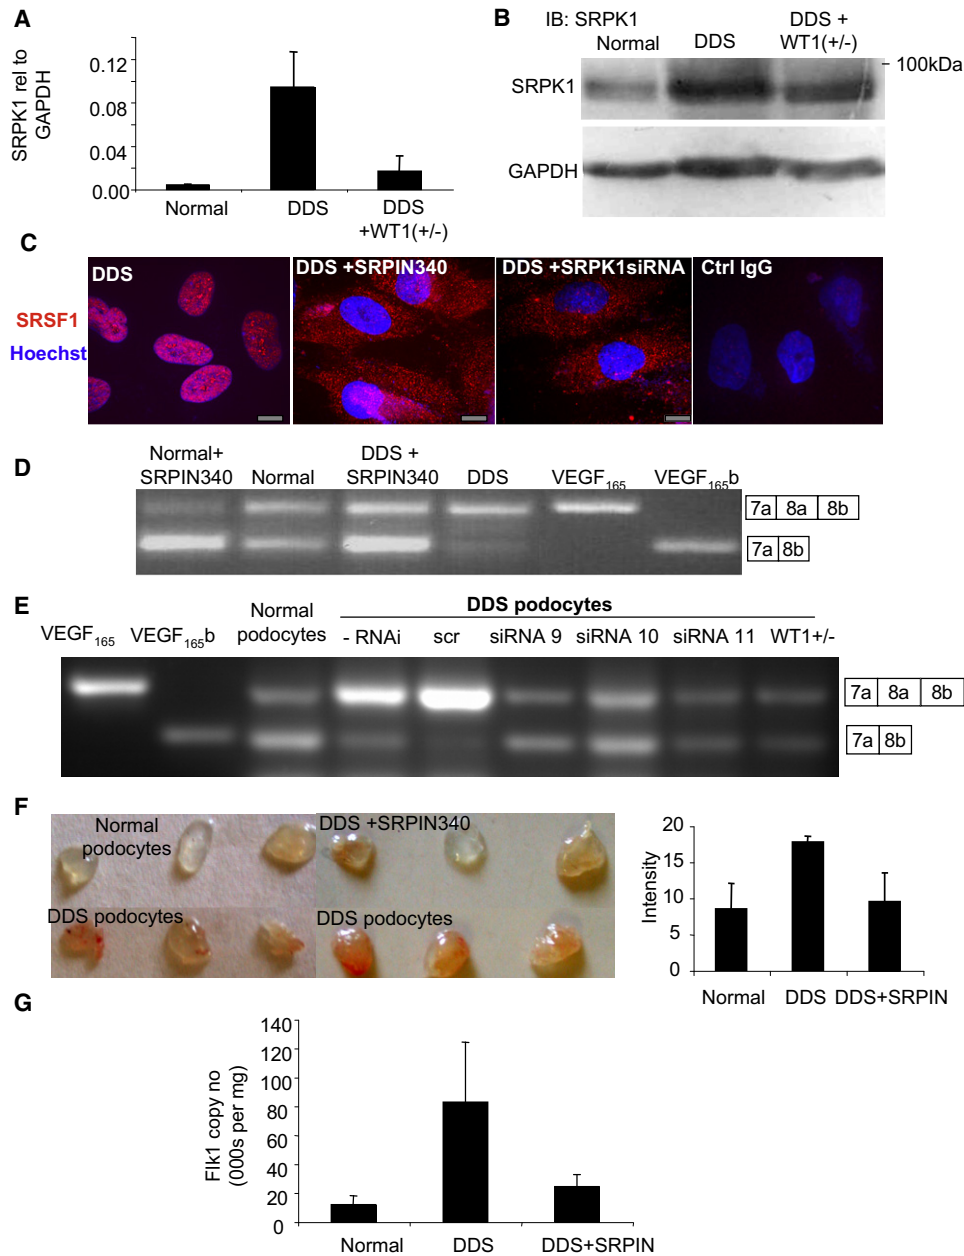 A
SRPK1 rel to
GAPDH
0.12
0.08
0.04
0.00
Normal
DDS
DDS
+WT1(+/-)
B
IB: SRPK1
Normal
DDS
DDS +
WT1(+/-)
100kDa
SRPK1
GAPDH
C
SRSF1
Hoechst
DDS
DDS +SRPIN340
DDS +SRPK1siRNA
Ctrl IgG
D
Normal+
SRPIN340
Normal
DDS +
SRPIN340
DDS
VEGF165
VEGF165b
7a 8a 8b
7a 8b
E
VEGF165
VEGF165b
Normal
podocytes
DDS podocytes
- RNAi
scr
siRNA 9
siRNA 10
siRNA 11
WT1+/-
7a 8a 8b
7a 8b
F
Normal
podocytes
DDS +SRPIN340
DDS podocytes
DDS podocytes
Intensity
20
15
10
5
0
Normal
DDS
DDS+SRPIN
G
Flk1 copy no
(000s per mg)
140
120
100
80
60
40
20
0
Normal
DDS
DDS+SRPIN